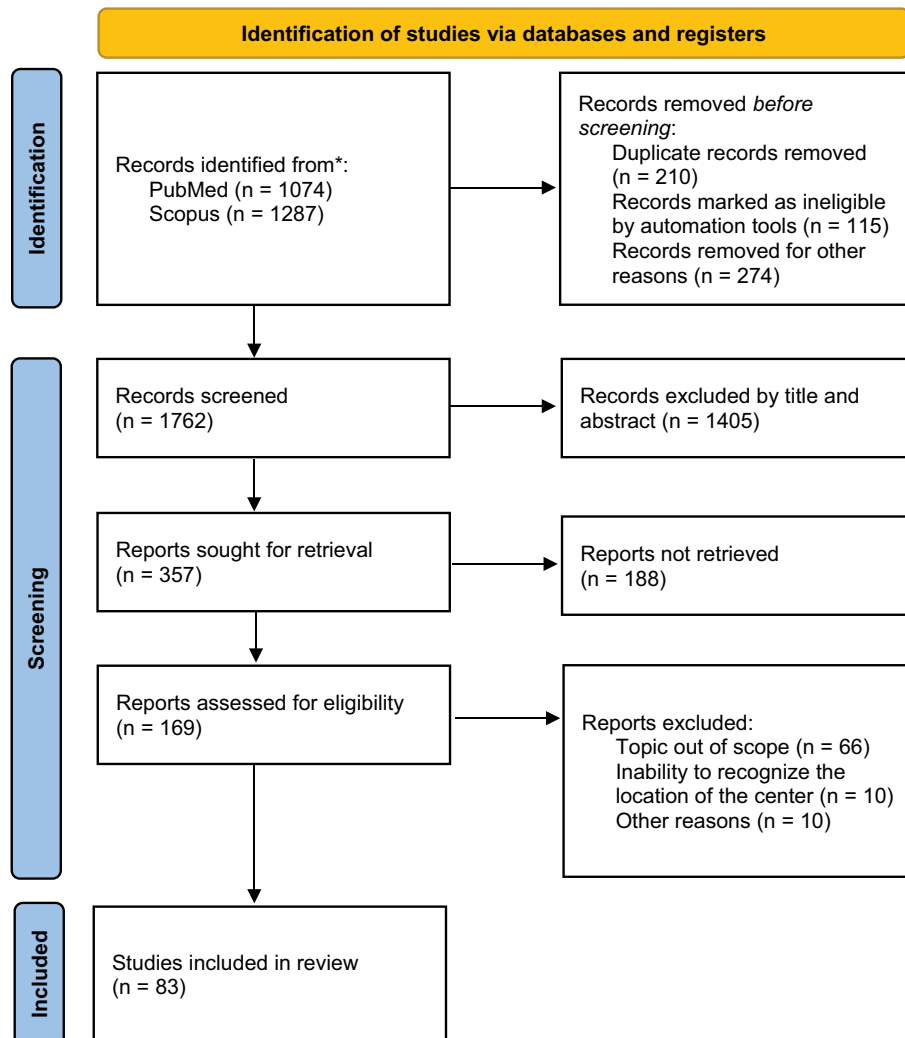 Identification of studies via databases and registers
Identification
Records identified from*:
PubMed (n = 1074)
Scopus (n = 1287)
Records removed before
screening:
Duplicate records removed
(n = 210)
Records marked as ineligible
by automation tools (n = 115)
Records removed for other
reasons (n = 274)
Screening
Records screened
(n = 1762)
Records excluded by title and
abstract (n = 1405)
Reports sought for retrieval
(n = 357)
Reports not retrieved
(n = 188)
Reports assessed for eligibility
(n = 169)
Reports excluded:
Topic out of scope (n = 66)
Inability to recognize the
location of the center (n = 10)
Other reasons (n = 10)
Included
Studies included in review
(n = 83)